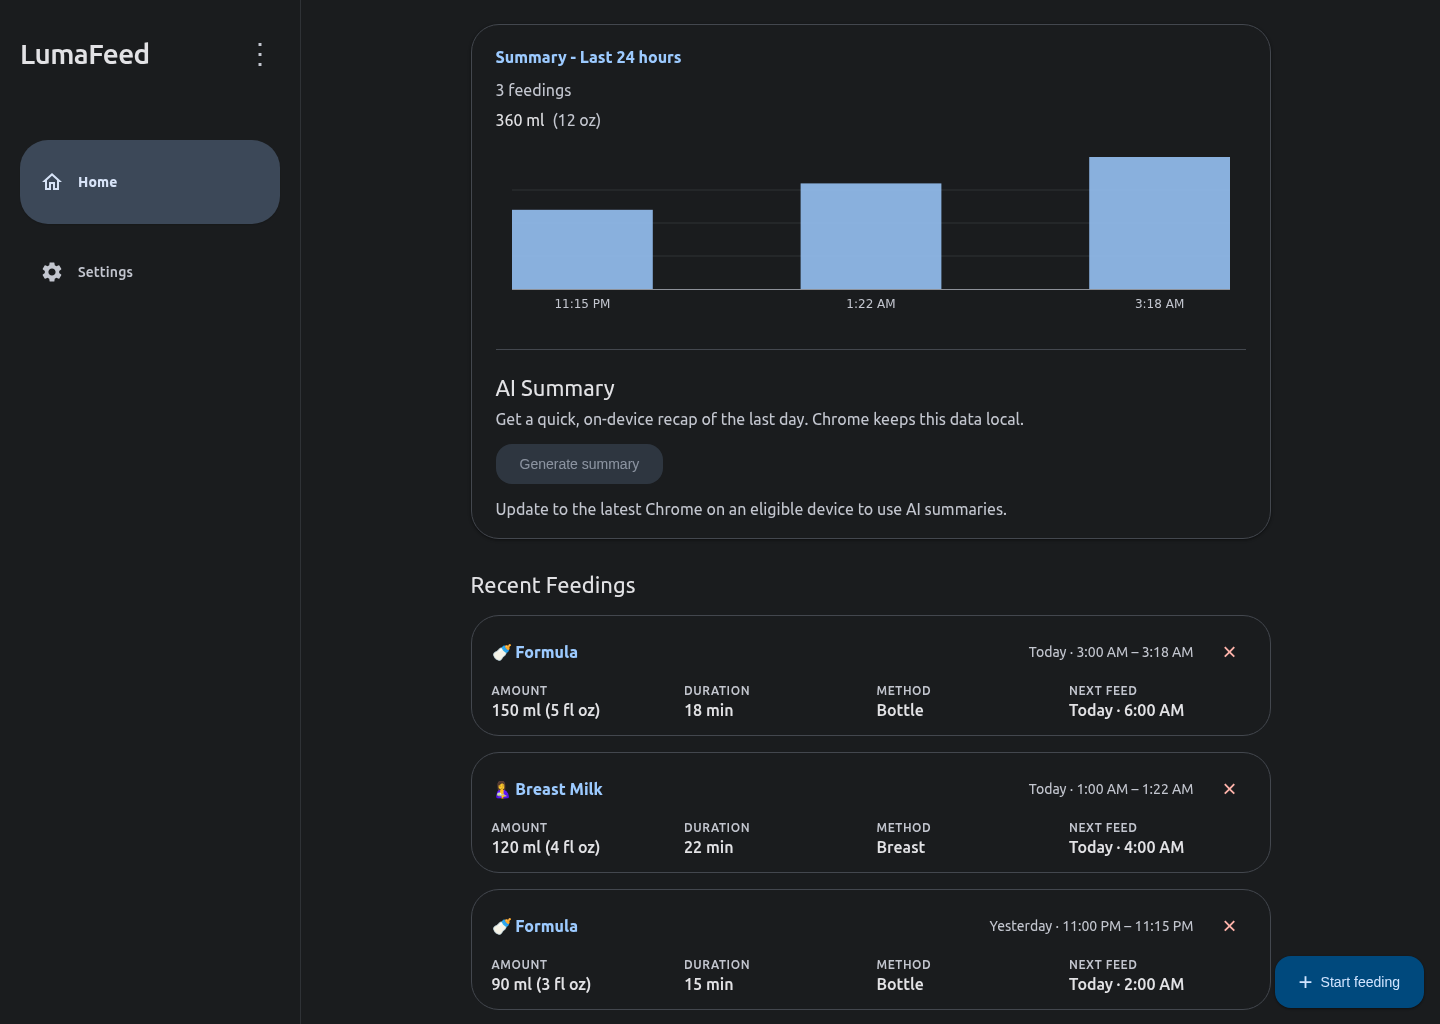 LumaFeed
Home
Settings
Summary - Last 24 hours
3 feedings
360 ml (12 oz)
11:15 PM 1:22 AM 3:18 AM
AI Summary
Get a quick, on-device recap of the last day. Chrome keeps this data local.
Generate summary
Update to the latest Chrome on an eligible device to use AI summaries.
Recent Feedings
Formula Today · 3:00 AM – 3:18 AM
AMOUNT DURATION METHOD NEXT FEED
150 ml (5 fl oz) 18 min Bottle Today · 6:00 AM
Breast Milk Today · 1:00 AM – 1:22 AM
AMOUNT DURATION METHOD NEXT FEED
120 ml (4 fl oz) 22 min Breast Today · 4:00 AM
Formula Yesterday · 11:00 PM – 11:15 PM
AMOUNT DURATION METHOD NEXT FEED
90 ml (3 fl oz) 15 min Bottle Today · 2:00 AM
Start feeding